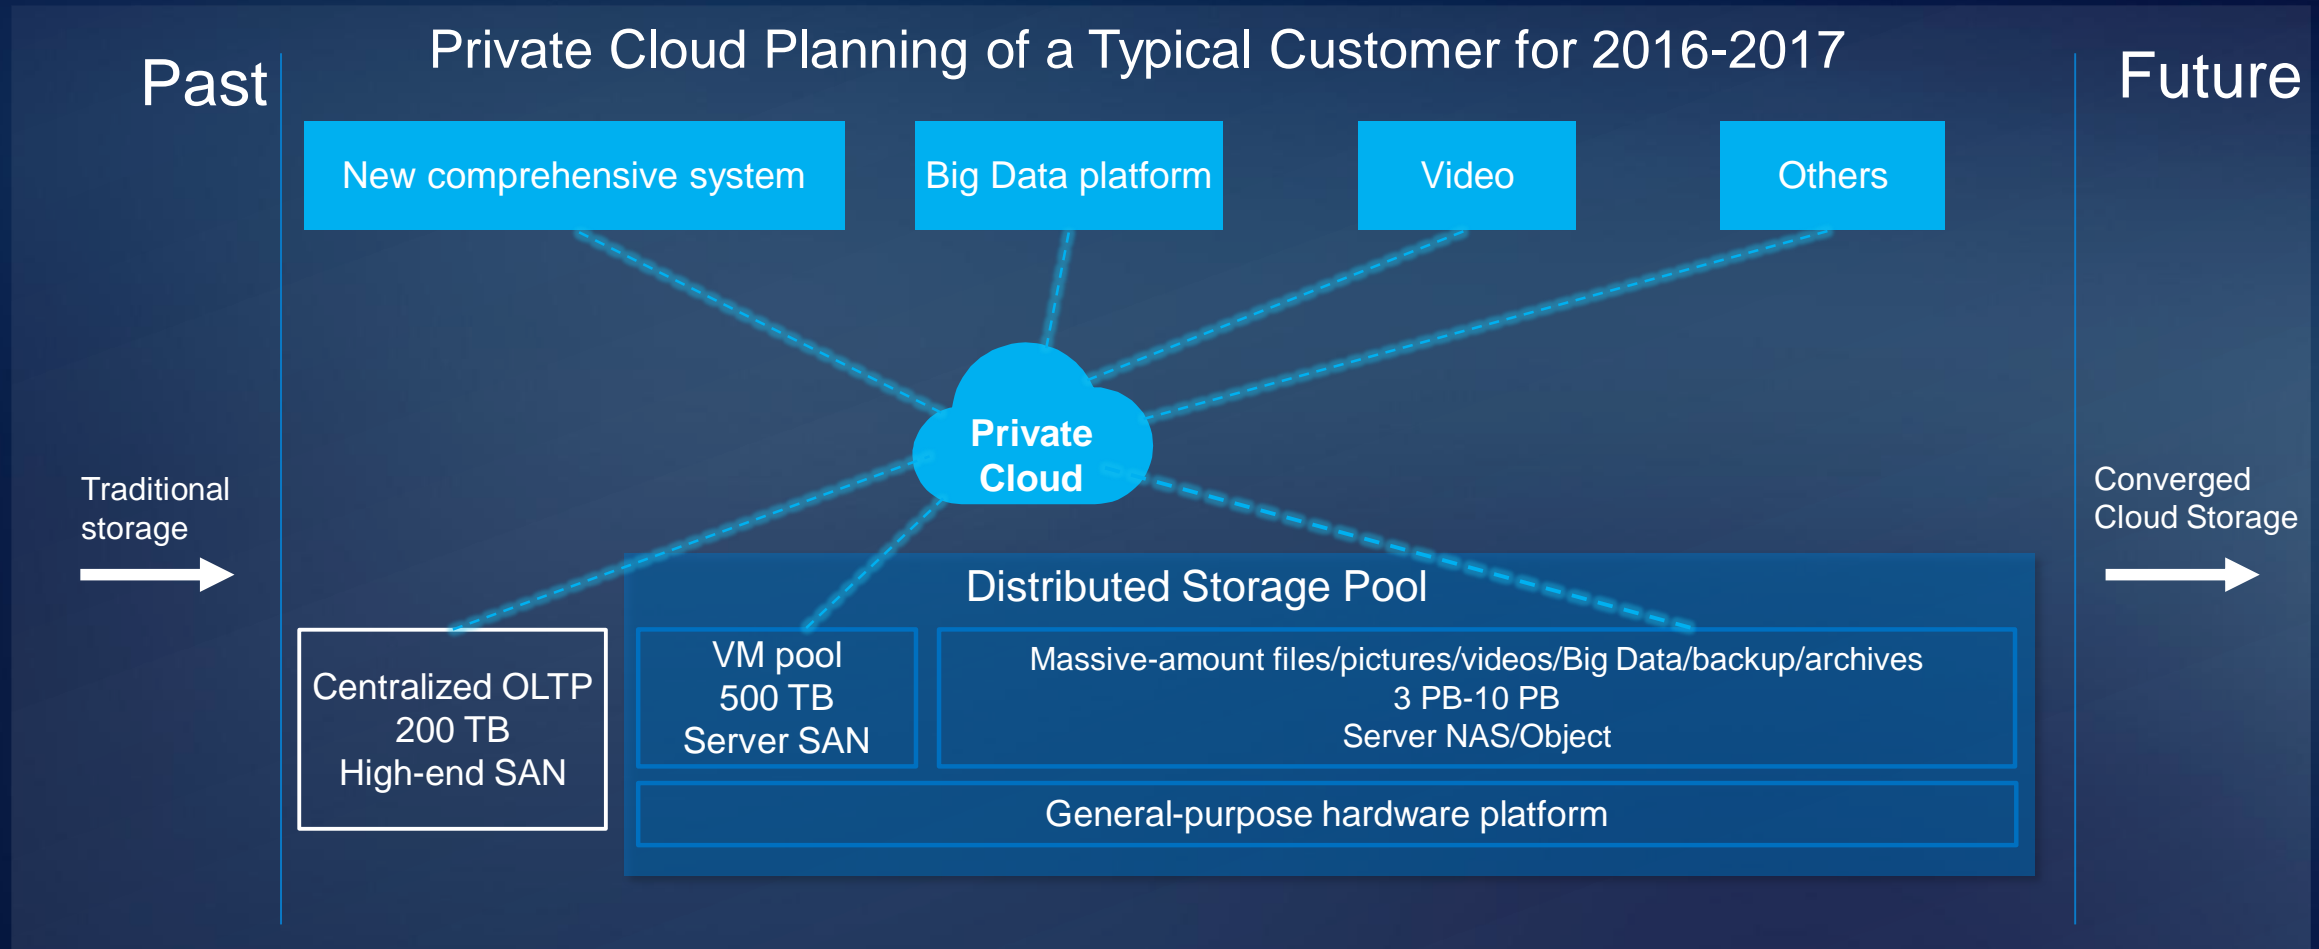 Private Cloud Planning of a Typical Customer for 2016-2017
Past
Future
New comprehensive system
Big Data platform
Video
Others
Private
Cloud
Traditional
storage
Converged
Cloud Storage
Distributed Storage Pool
Centralized OLTP
200 TB
High-end SAN
VM pool
500 TB
Server SAN
Massive-amount files/pictures/videos/Big Data/backup/archives
3 PB-10 PB
Server NAS/Object
General-purpose hardware platform